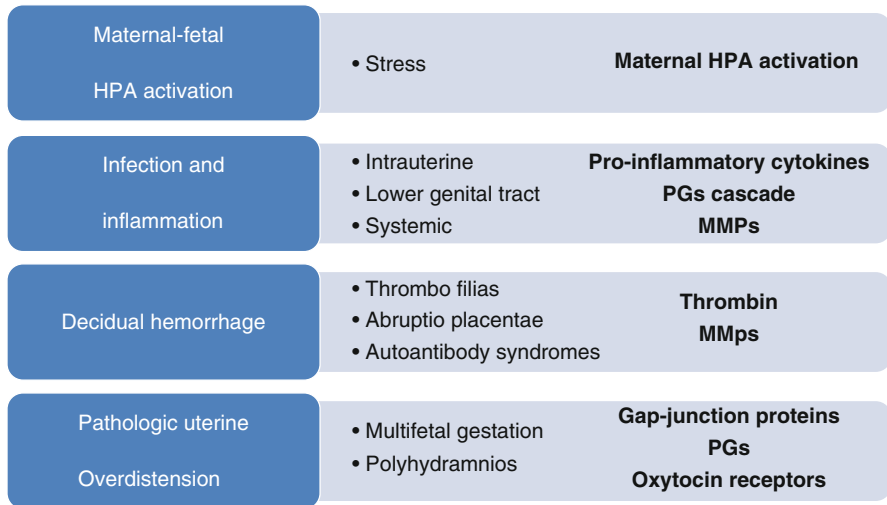 Maternal-fetal
HPA activation
• Stress
Maternal HPA activation
Infection and
inflammation
• Intrauterine
• Lower genital tract
• Systemic
Pro-inflammatory cytokines
PGs cascade
MMPs
Decidual hemorrhage
• Thrombo filias
• Abruptio placentae
• Autoantibody syndromes
Thrombin
MMps
Pathologic uterine
Overdistension
• Multifetal gestation
• Polyhydramnios
Gap-junction proteins
PGs
Oxytocin receptors